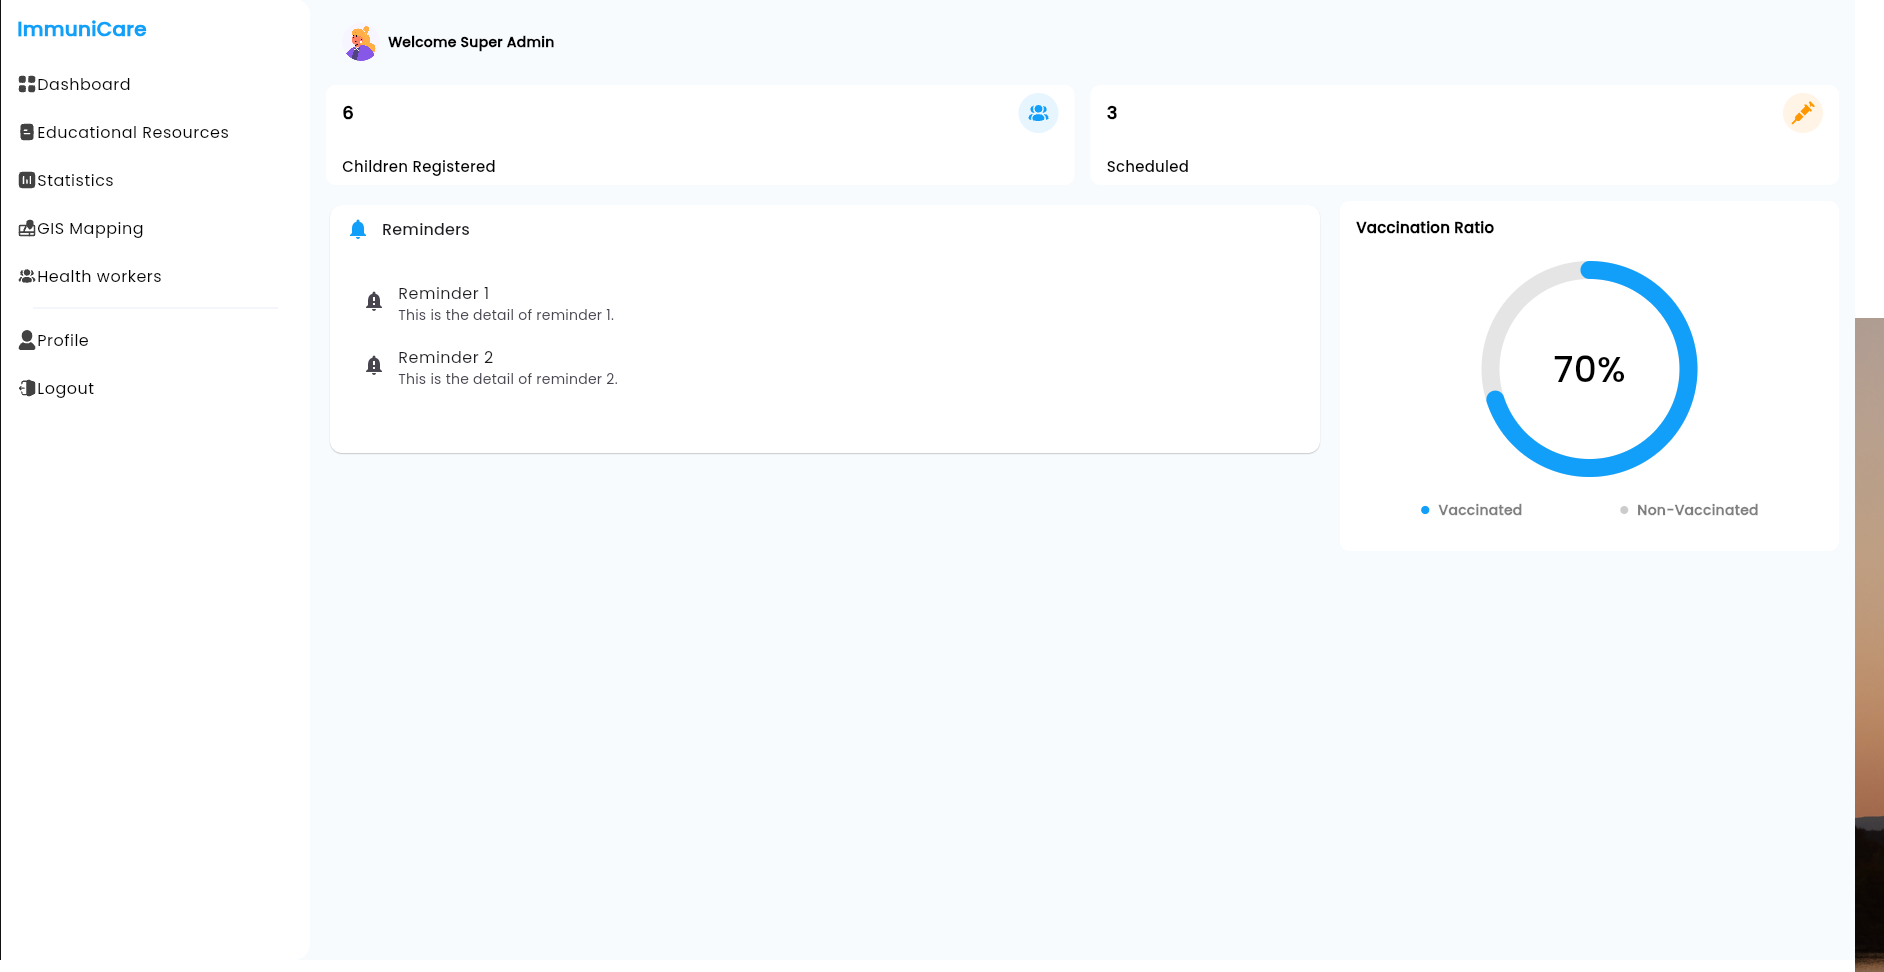 ImmuniCare
Dashboard
Educational Resources
Statistics
GIS Mapping
Health workers
Profile
Logout
Welcome Super Admin
6
Children Registered
3
Scheduled
Reminders
Reminder 1
This is the detail of reminder 1.
Reminder 2
This is the detail of reminder 2.
Vaccination Ratio
70%
Vaccinated
Non-Vaccinated